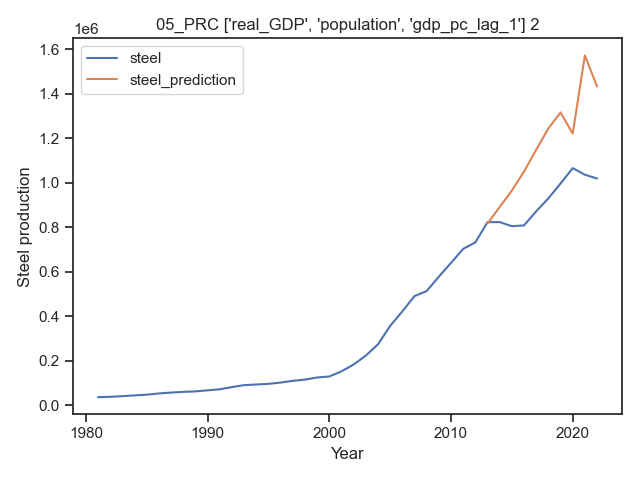 05_PRC ['real_GDP', 'population', 'gdp_pc_lag_1'] 2
1e6
steel
steel_prediction
1.6
1.4
1.2
1.0
0.8
0.6
0.4
0.2
0.0
Steel production
1980 1990 2000 2010 2020
Year